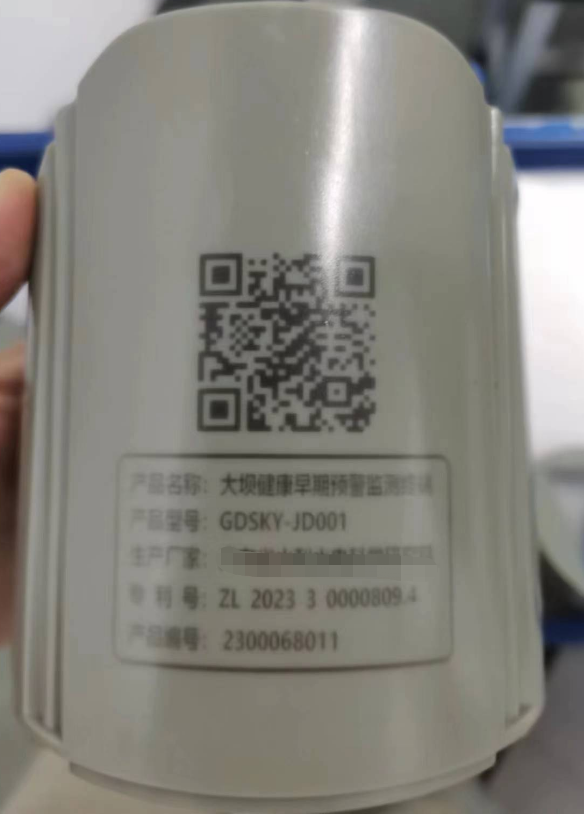 产品名称：大坝健康早期预警监测终端
产品型号：GDSKY-JD001
生产厂家：
专 利 号：ZL 2023 3 0000809.4
产品编号：2300068011